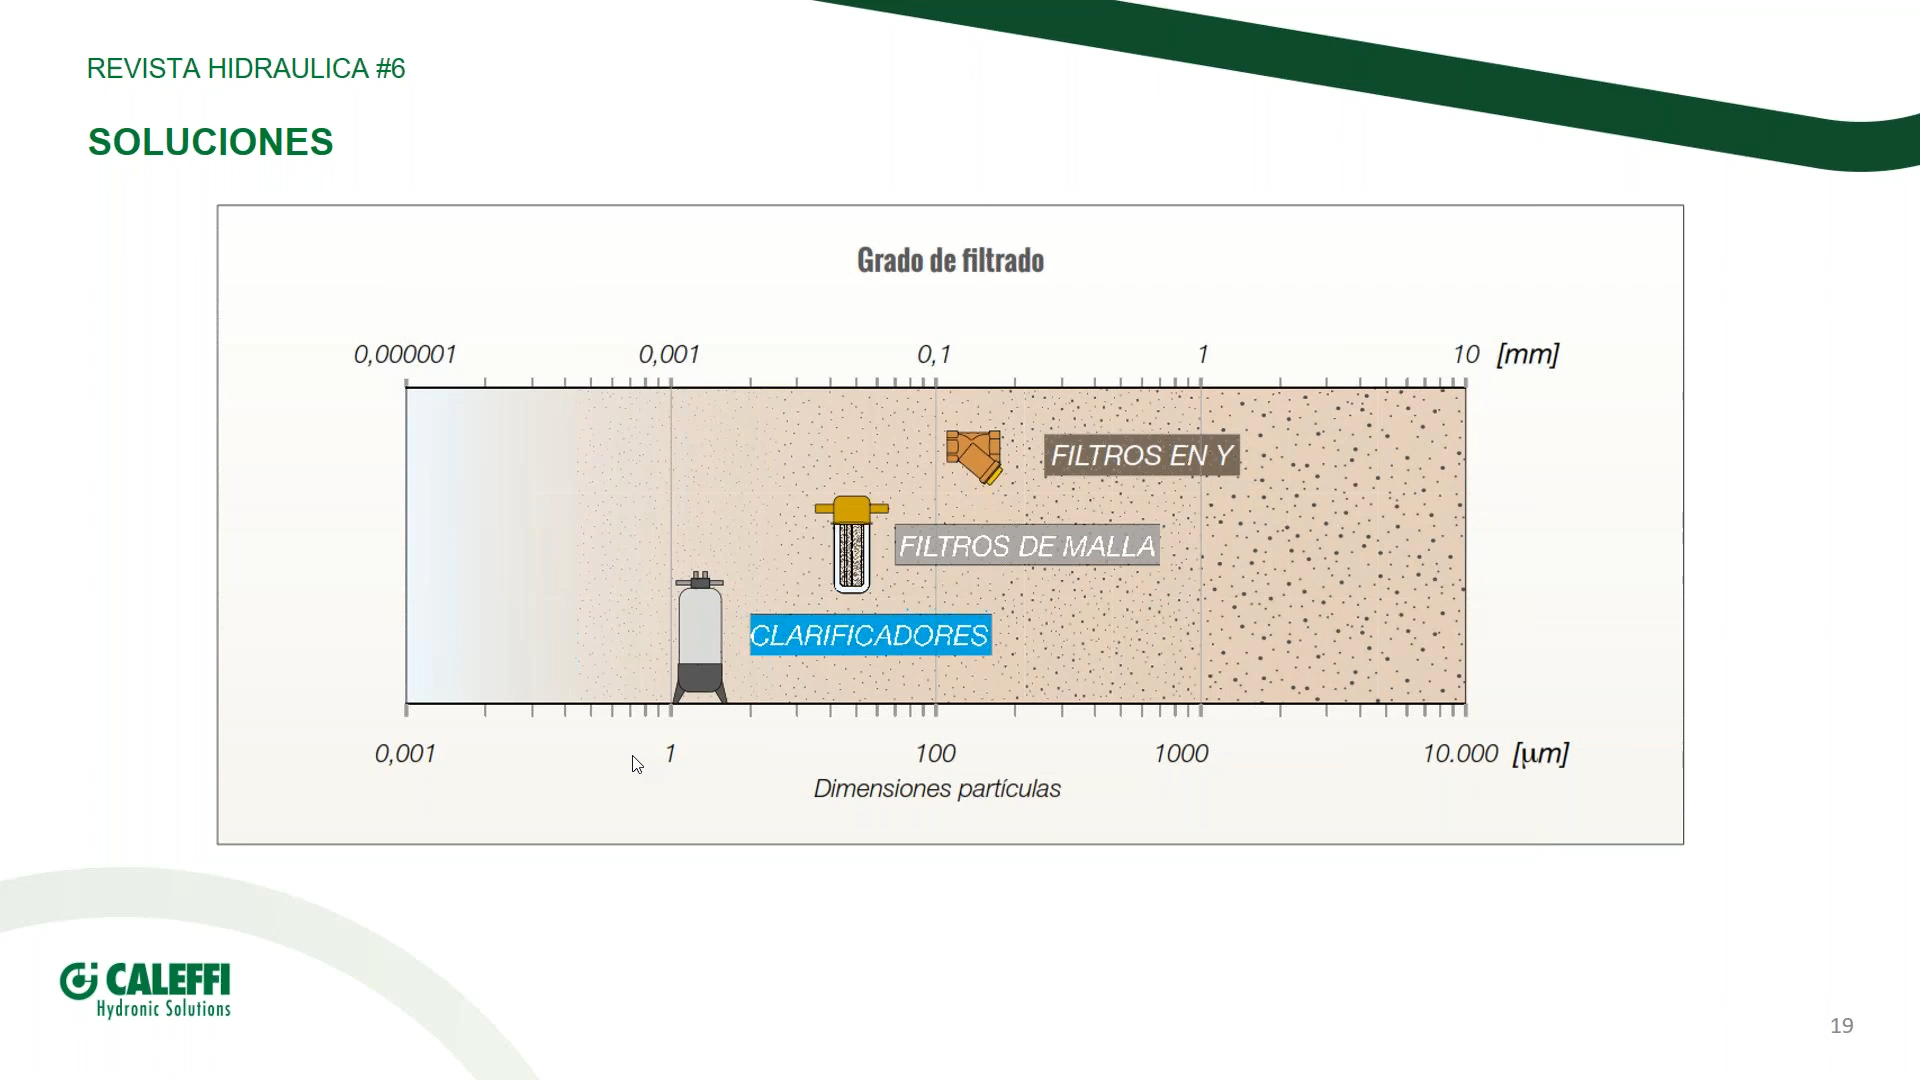 REVISTA HIDRAULICA #6
SOLUCIONES
Grado de filtrado
0,000001 0,001 0,1 1 10 [mm]
FILTROS EN Y
FILTROS DE MALLA
CLARIFICADORES
0,001 1 100 1000 10.000 [µm]
Dimensiones partículas
CALEFFI
Hydronic Solutions
19